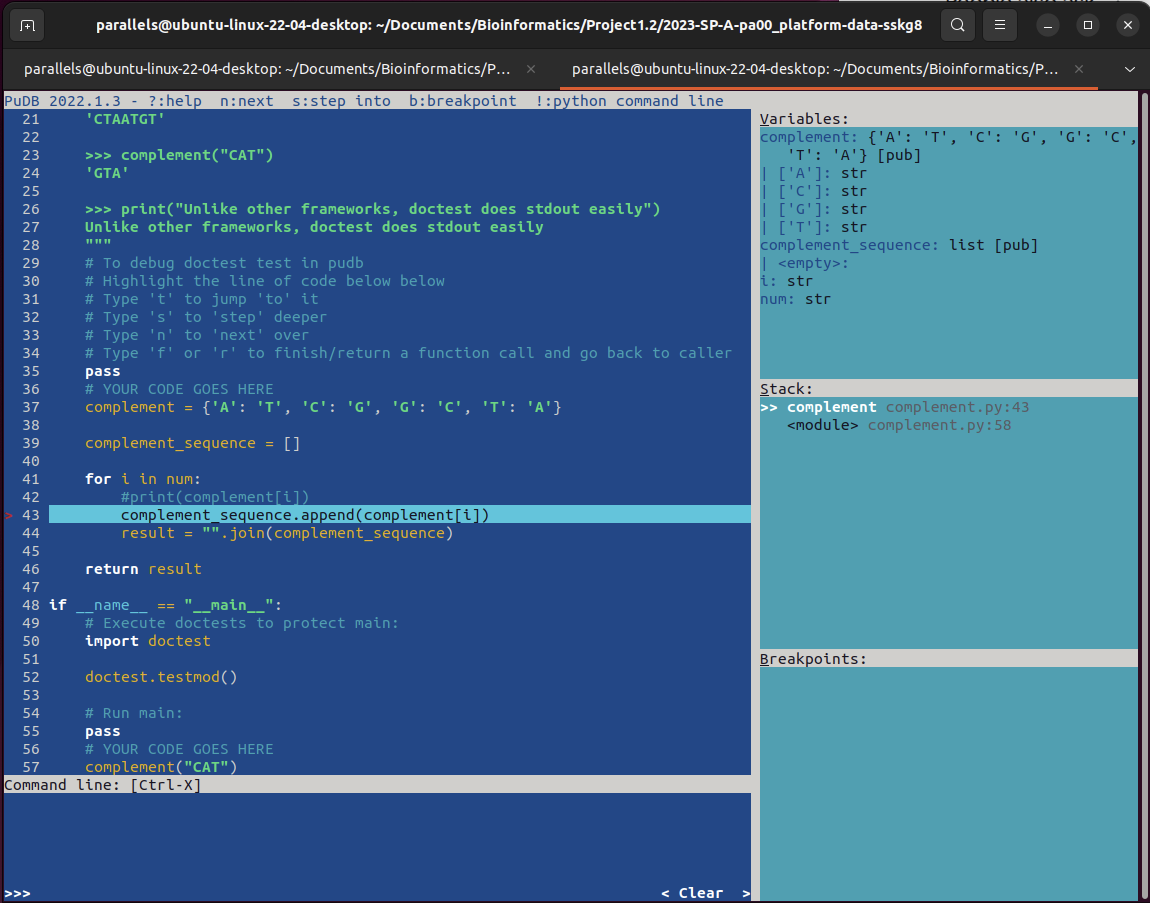 parallels@ubuntu-linux-22-04-desktop: ~/Documents/Bioinformatics/Project1.2/2023-SP-A-pa00_platform-data-sskg8
parallels@ubuntu-linux-22-04-desktop: ~/Documents/Bioinformatics/P... × parallels@ubuntu-linux-22-04-desktop: ~/Documents/Bioinformatics/P... ×
PuDB 2022.1.3 - ?:help  n:next  s:step into  b:breakpoint  !:python command line
21     'CTAATGT'
22
23     >>> complement("CAT")
24     'GTA'
25
26     >>> print("Unlike other frameworks, doctest does stdout easily")
27     Unlike other frameworks, doctest does stdout easily
28     """
29     # To debug doctest test in pudb
30     # Highlight the line of code below below
31     # Type 't' to jump 'to' it
32     # Type 's' to 'step' deeper
33     # Type 'n' to 'next' over
34     # Type 'f' or 'r' to finish/return a function call and go back to caller
35     pass
36     # YOUR CODE GOES HERE
37     complement = {'A': 'T', 'C': 'G', 'G': 'C', 'T': 'A'}
38
39     complement_sequence = []
40
41     for i in num:
42         #print(complement[i])
> 43         complement_sequence.append(complement[i])
44         result = "".join(complement_sequence)
45
46     return result
47
48 if __name__ == "__main__":
49     # Execute doctests to protect main:
50     import doctest
51
52     doctest.testmod()
53
54     # Run main:
55     pass
56     # YOUR CODE GOES HERE
57     complement("CAT")
Command line: [Ctrl-X]
>>> < Clear  >
Variables:
complement: {'A': 'T', 'C': 'G', 'G': 'C',
'T': 'A'} [pub]
| ['A']: str
| ['C']: str
| ['G']: str
| ['T']: str
complement_sequence: list [pub]
| <empty>:
i: str
num: str
Stack:
>> complement complement.py:43
<module> complement.py:58
Breakpoints: